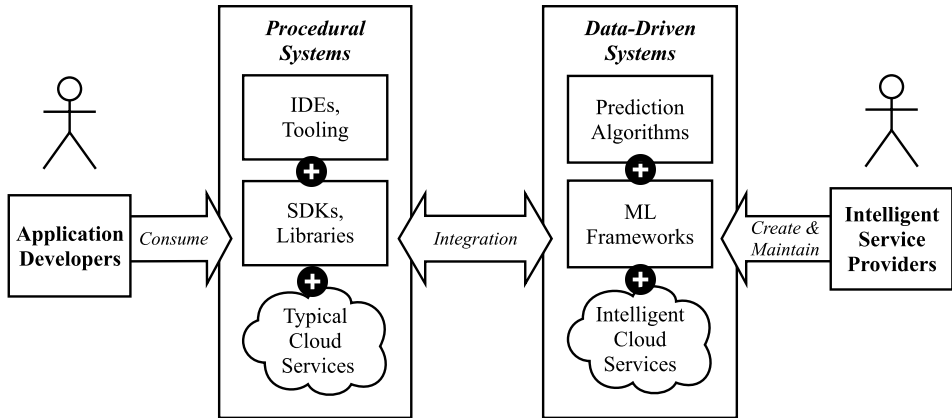 Procedural
Systems
IDEs,
Tooling
SDKs,
Libraries
Typical
Cloud
Services
Application
Developers
Consume
Integration
Data-Driven
Systems
Prediction
Algorithms
ML
Frameworks
Intelligent
Cloud
Services
Create &
Maintain
Intelligent
Service
Providers